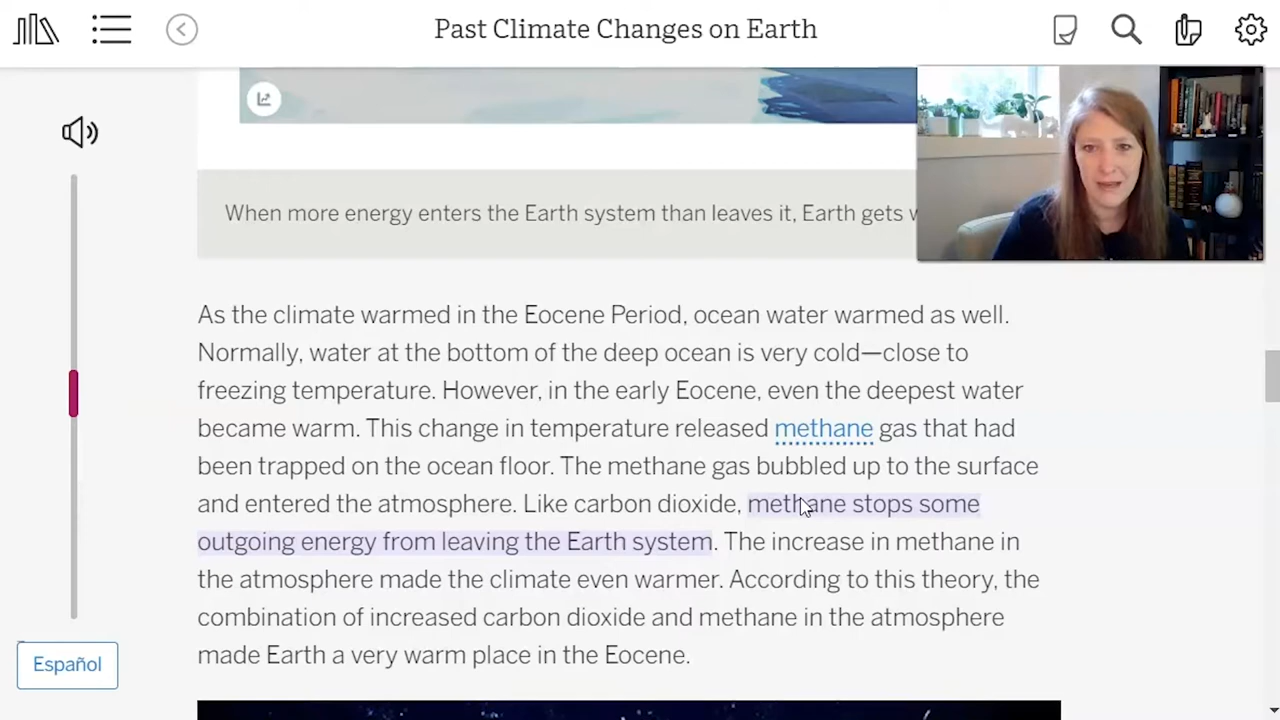 Past Climate Changes on Earth
When more energy enters the Earth system than leaves it, Earth gets
As the climate warmed in the Eocene Period, ocean water warmed as well.
Normally, water at the bottom of the deep ocean is very cold—close to
freezing temperature. However, in the early Eocene, even the deepest water
became warm. This change in temperature released methane gas that had
been trapped on the ocean floor. The methane gas bubbled up to the surface
and entered the atmosphere. Like carbon dioxide, methane stops some
outgoing energy from leaving the Earth system. The increase in methane in
the atmosphere made the climate even warmer. According to this theory, the
combination of increased carbon dioxide and methane in the atmosphere
made Earth a very warm place in the Eocene.
Español